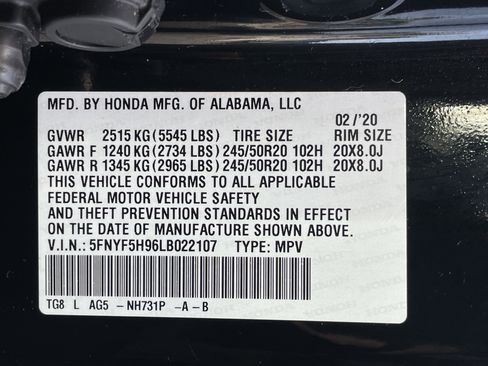 MFD. BY HONDA MFG. OF ALABAMA, LLC
02/'20
GVWR 2515 KG (5545 LBS) TIRE SIZE RIM SIZE
GAWR F 1240 KG (2734 LBS) 245/50R20 102H 20X8.0J
GAWR R 1345 KG (2965 LBS) 245/50R20 102H 20X8.0J
THIS VEHICLE CONFORMS TO ALL APPLICABLE
FEDERAL MOTOR VEHICLE SAFETY
AND THEFT PREVENTION STANDARDS IN EFFECT
ON THE DATE OF MANUFACTURE SHOWN ABOVE.
V.I.N.: 5FNYF5H96LB022107 TYPE: MPV
TG8 L AG5 -NH731P -A-B